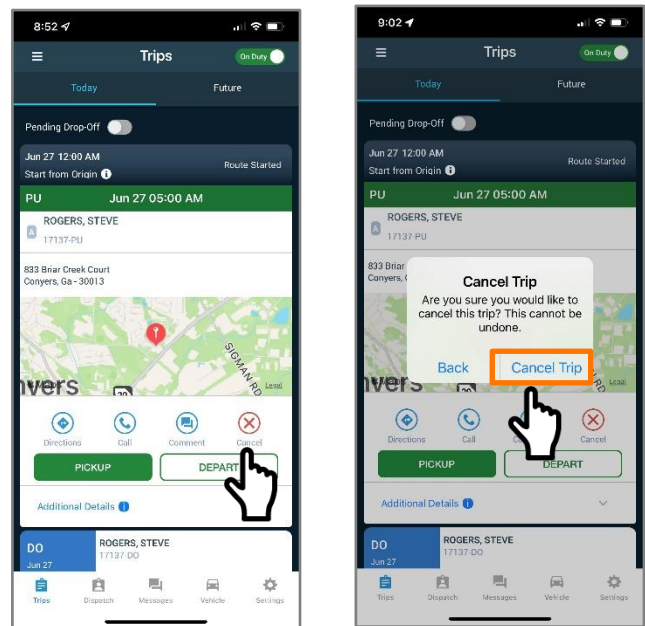 8:52
Trips
On Duty
Today
Future
Pending Drop-Off
Jun 27 12:00 AM
Route Started
Start from Origin
PU
Jun 27 05:00 AM
A
ROGERS, STEVE
17137-PU
833 Briar Creek Court
Conyers, Ga - 30013
SIGMAN RD
nyers
20
Legal
Directions
Call
Comment
Cancel
PICKUP
DEPART
Additional Details
DO
ROGERS, STEVE
17137-DO
Jun 27
Trips
Dispatch
Messages
Vehicle
Settings
9:02
Trips
On Duty
Today
Future
Pending Drop-Off
Jun 27 12:00 AM
Route Started
Start from Origin
PU
Jun 27 05:00 AM
A
ROGERS, STEVE
17137-PU
833 Briar
Conyers,
Cancel Trip
Are you sure you would like to
cancel this trip? This cannot be
undone.
Back
Cancel Trip
Legal
Directions
Call
Cancel
PICKUP
DEPART
Additional Details
DO
ROGERS, STEVE
17137-DO
Jun 27
Trips
Dispatch
Messages
Vehicle
Settings